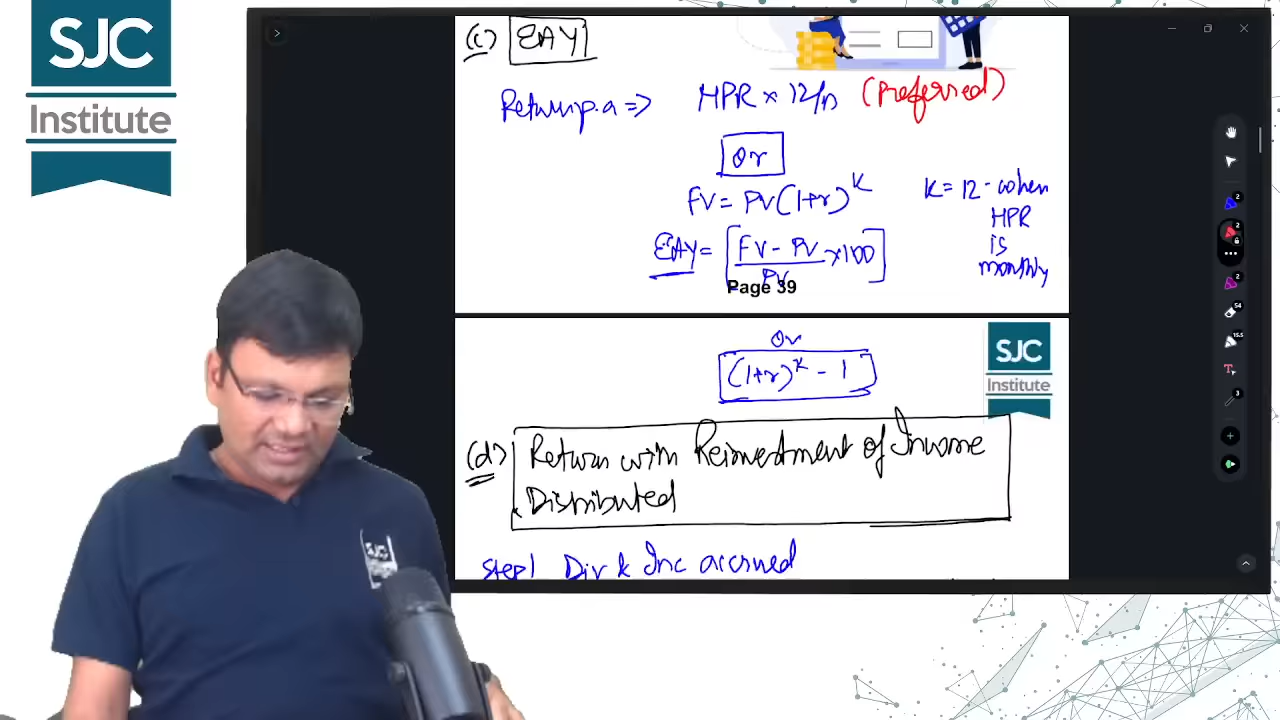 SJC
Institute
(c) EAY
Return p.a => HPR × 12/n (Preferred)
Or
FV = PV(1+r)^k
K = 12 - when
HPR
is
monthly
EAY = [FV - PV / PV × 100]
Page 39
Or
(1+r)^k - 1
SJC
Institute
(d) Return with Reinvestment of Income
Distributed
Step 1 Div & Inc accrued
SJC